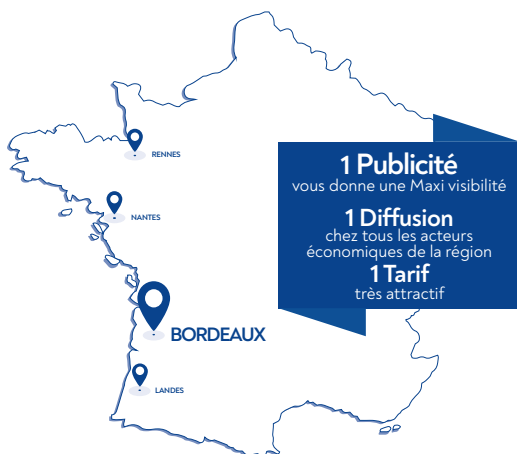 RENNES
1 Publicité
vous donne une Maxi visibilité
NANTES
1 Diffusion
chez tous les acteurs
économiques de la région
1 Tarif
très attractif
BORDEAUX
LANDES